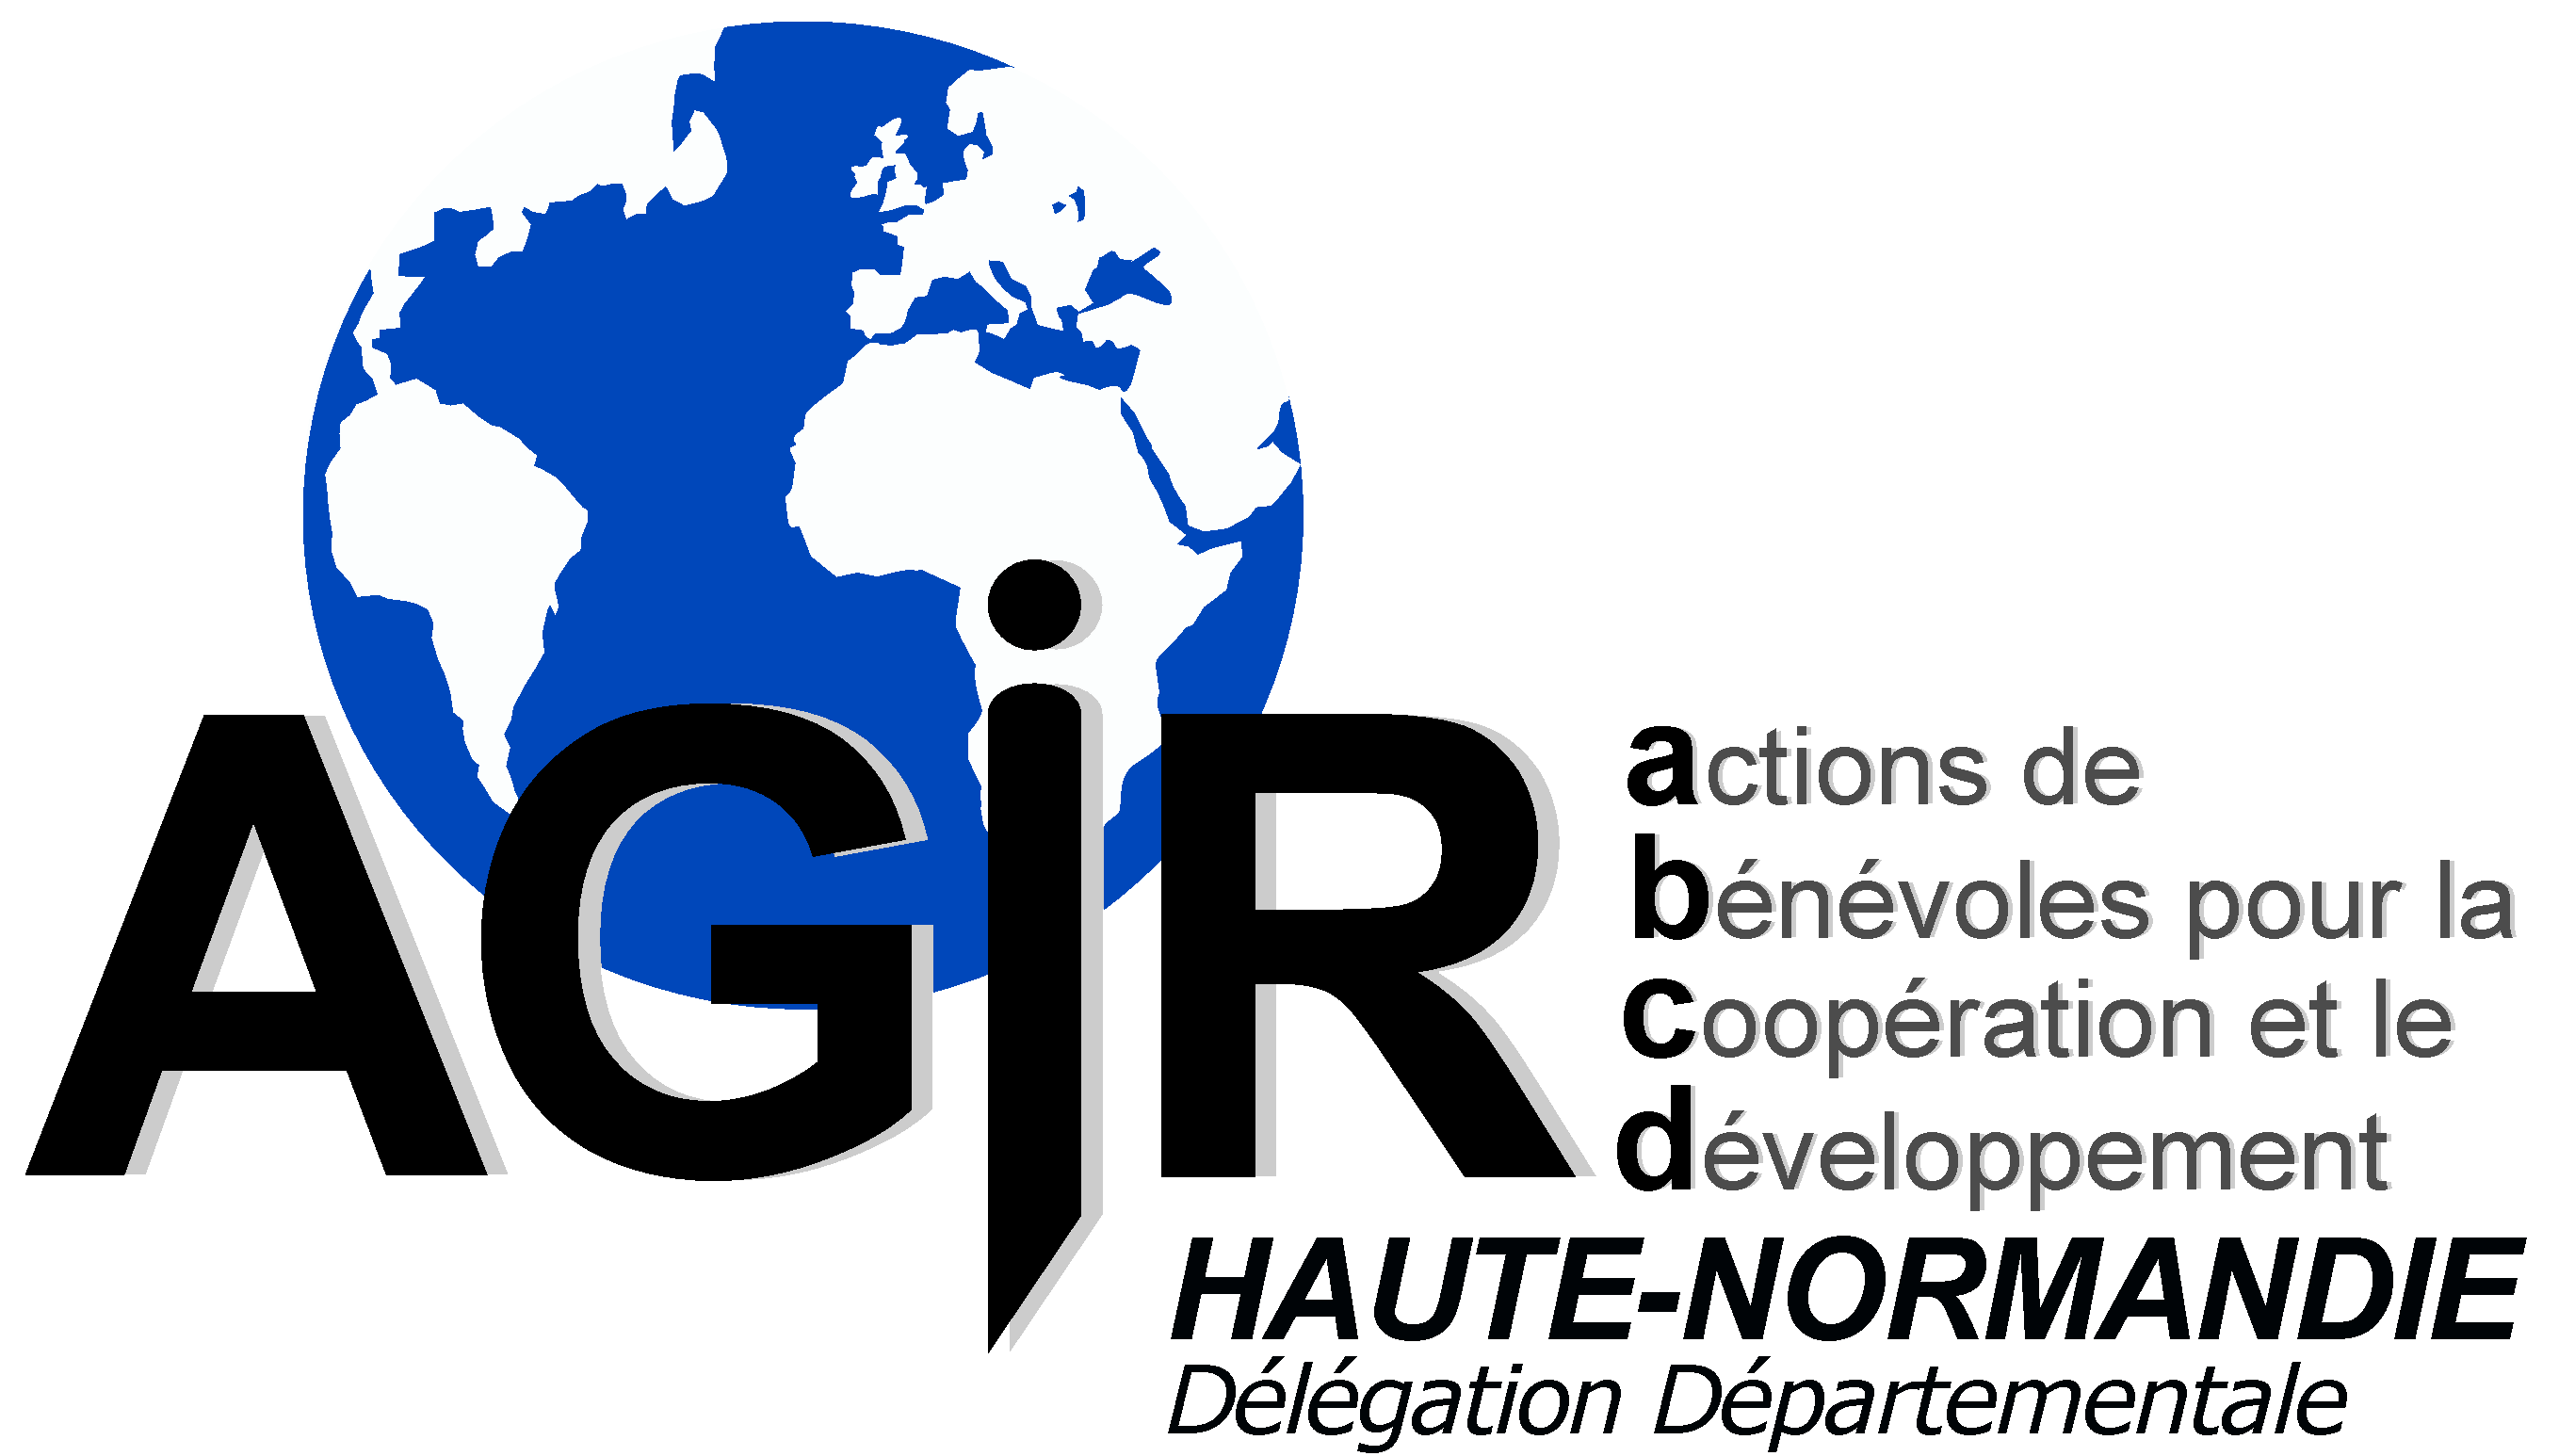 AGiR
actions de
bénévoles pour la
coopération et le
développement
HAUTE-NORMANDIE
Délégation Départementale